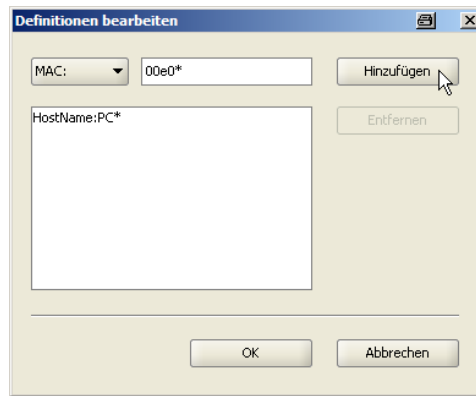 Definitionen bearbeiten
MAC:
00e0*
Hinzufügen
HostName:PC*
Entfernen
OK
Abbrechen